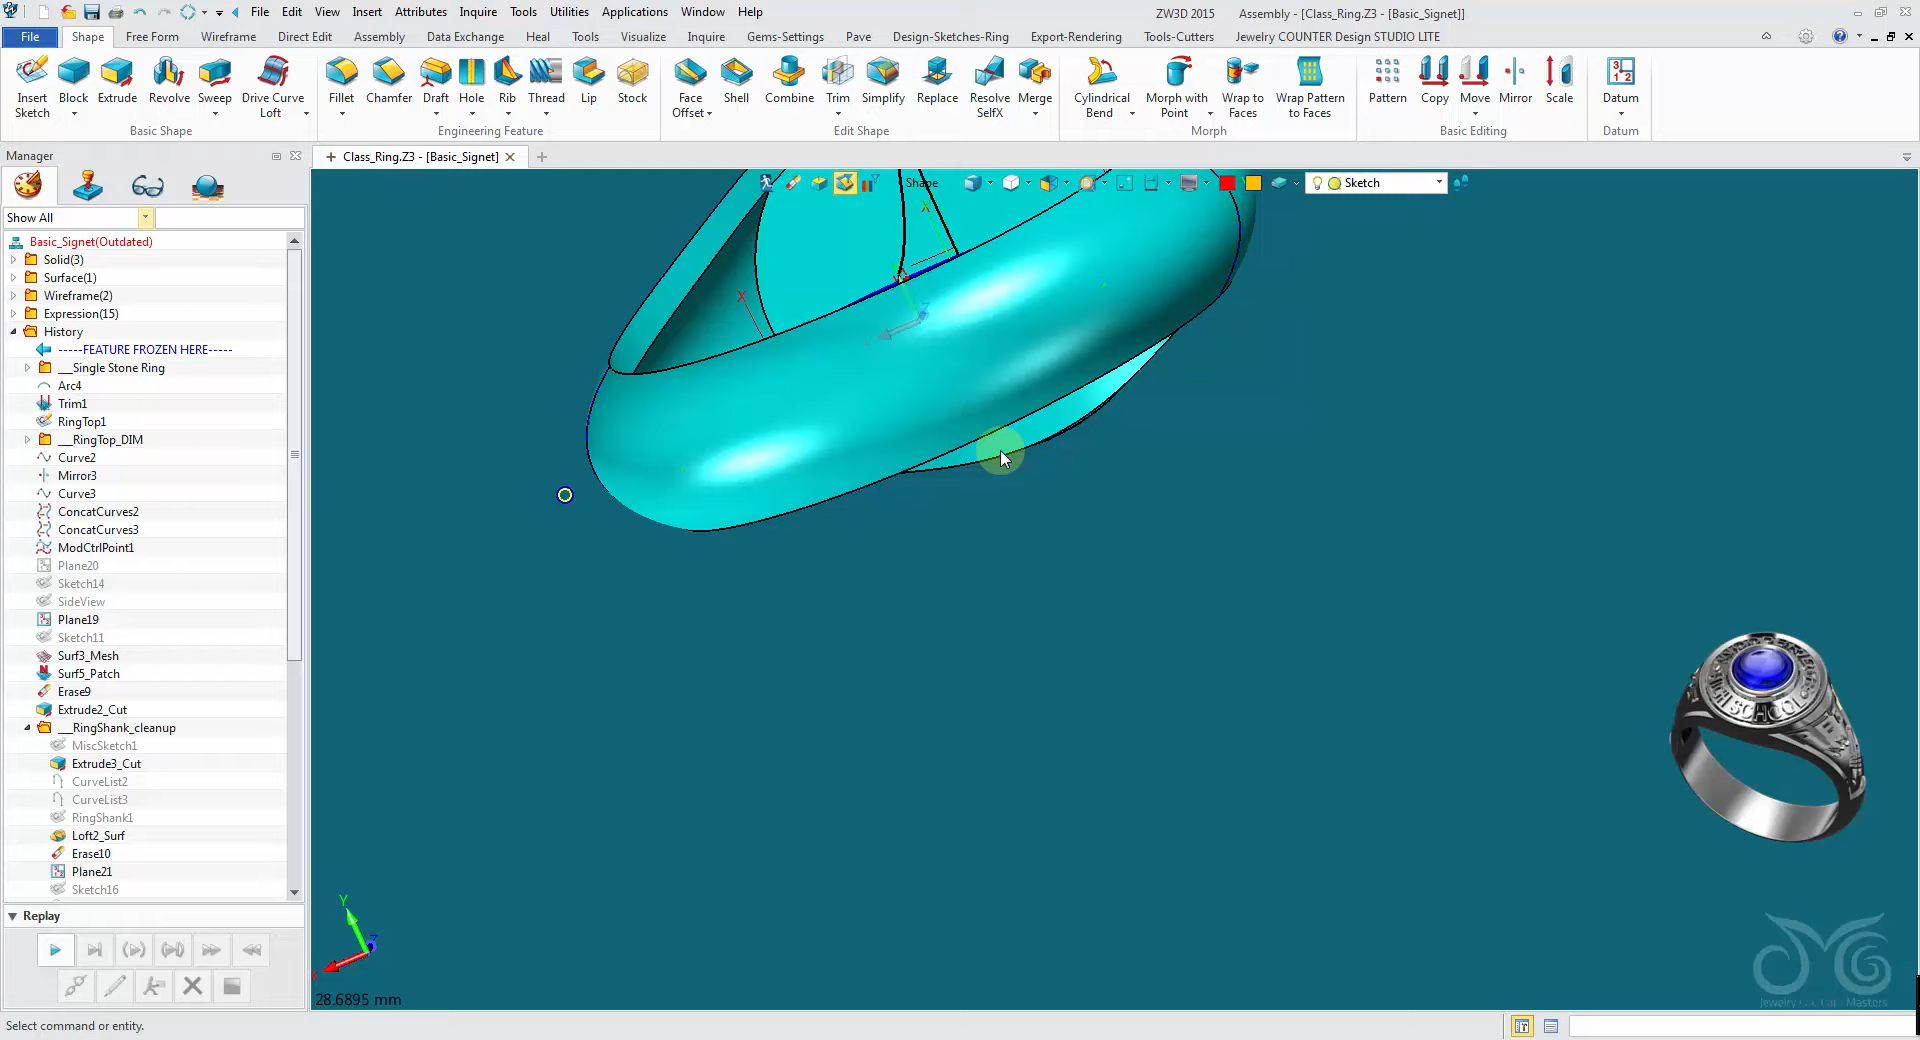 File Edit View Insert Attributes Inquire Tools Utilities Applications Window Help
ZW3D 2015 Assembly - [Class_Ring.Z3 - [Basic_Signet]]
File Shape Free Form Wireframe Direct Edit Assembly Data Exchange Heal Tools Visualize Inquire Gems-Settings Pave Design-Sketches-Ring Export-Rendering Tools-Cutters Jewelry COUNTER Design STUDIO LITE
Insert Sketch Block Extrude Revolve Sweep Drive Curve Loft Fillet Chamfer Draft Hole Rib Thread Lip Stock Face Offset Shell Combine Trim Simplify Replace Resolve SelfX Merge Cylindrical Bend Morph with Point Wrap to Faces Wrap Pattern to Faces Pattern Copy Move Mirror Scale Datum
Basic Shape Engineering Feature Edit Shape Morph Basic Editing Datum
Manager
Class_Ring.Z3 - [Basic_Signet]
Shape
Sketch
Show All
Basic_Signet(Outdated)
Solid(3)
Surface(1)
Wireframe(2)
Expression(15)
History
-----FEATURE FROZEN HERE-----
__Single Stone Ring
Arc4
Trim1
RingTop1
__RingTop_DIM
Curve2
Mirror3
Curve3
ConcatCurves2
ConcatCurves3
ModCtrlPoint1
Plane20
Sketch14
SideView
Plane19
Sketch11
Surf3_Mesh
Surf5_Patch
Erase9
Extrude2_Cut
__RingShank_cleanup
MiscSketch1
Extrude3_Cut
CurveList2
CurveList3
RingShank1
Loft2_Surf
Erase10
Plane21
Sketch16
Replay
X
X
Y
Z
X
28.6895 mm
SCHOOL
Select command or entity.